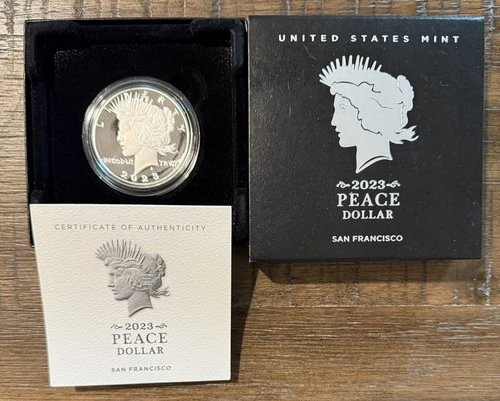 LIBERTY
IN GOD WE TRVST
2023
UNITED STATES MINT
2023
PEACE
DOLLAR
SAN FRANCISCO
CERTIFICATE OF AUTHENTICITY
2023
PEACE
DOLLAR
SAN FRANCISCO